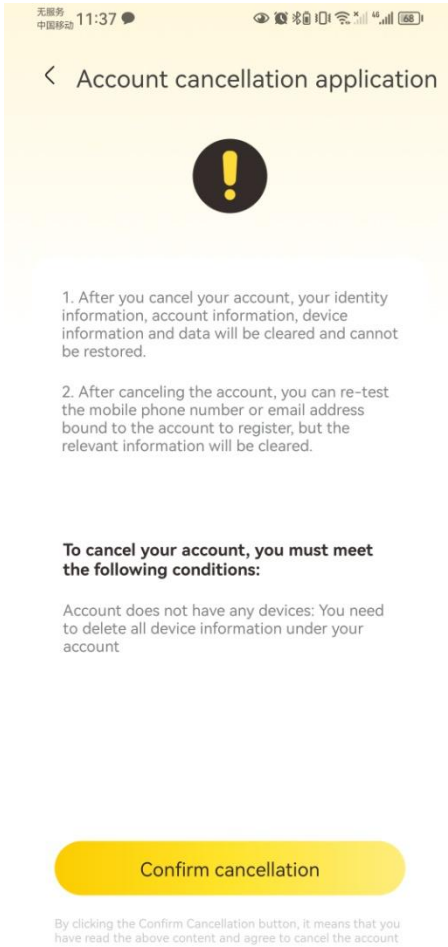 无服务
中国移动 11:37 68
Account cancellation application
1. After you cancel your account, your identity
information, account information, device
information and data will be cleared and cannot
be restored.
2. After canceling the account, you can re-test
the mobile phone number or email address
bound to the account to register, but the
relevant information will be cleared.
To cancel your account, you must meet
the following conditions:
Account does not have any devices: You need
to delete all device information under your
account
Confirm cancellation
By clicking the Confirm Cancellation button, it means that you
have read the above content and agree to cancel the account